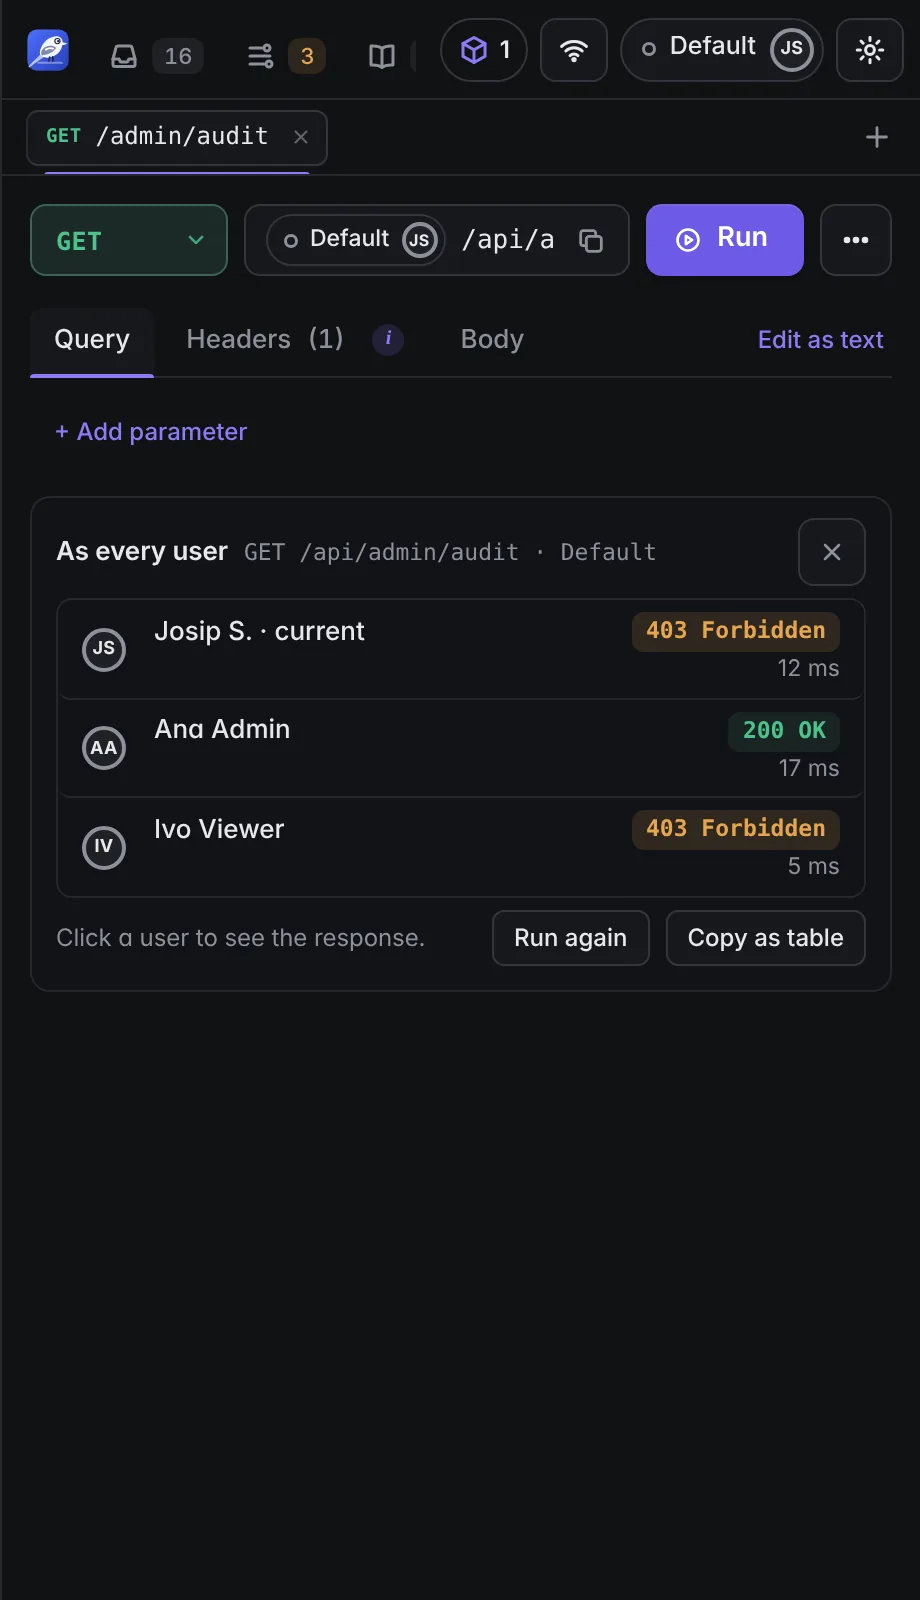 16 3 1 Default JS
GET /admin/audit
GET Default JS /api/a Run
Query Headers (1) i Body Edit as text
+ Add parameter
As every user GET /api/admin/audit · Default
JS Josip S. · current 403 Forbidden
12 ms
AA Ana Admin 200 OK
17 ms
IV Ivo Viewer 403 Forbidden
5 ms
Click a user to see the response. Run again Copy as table